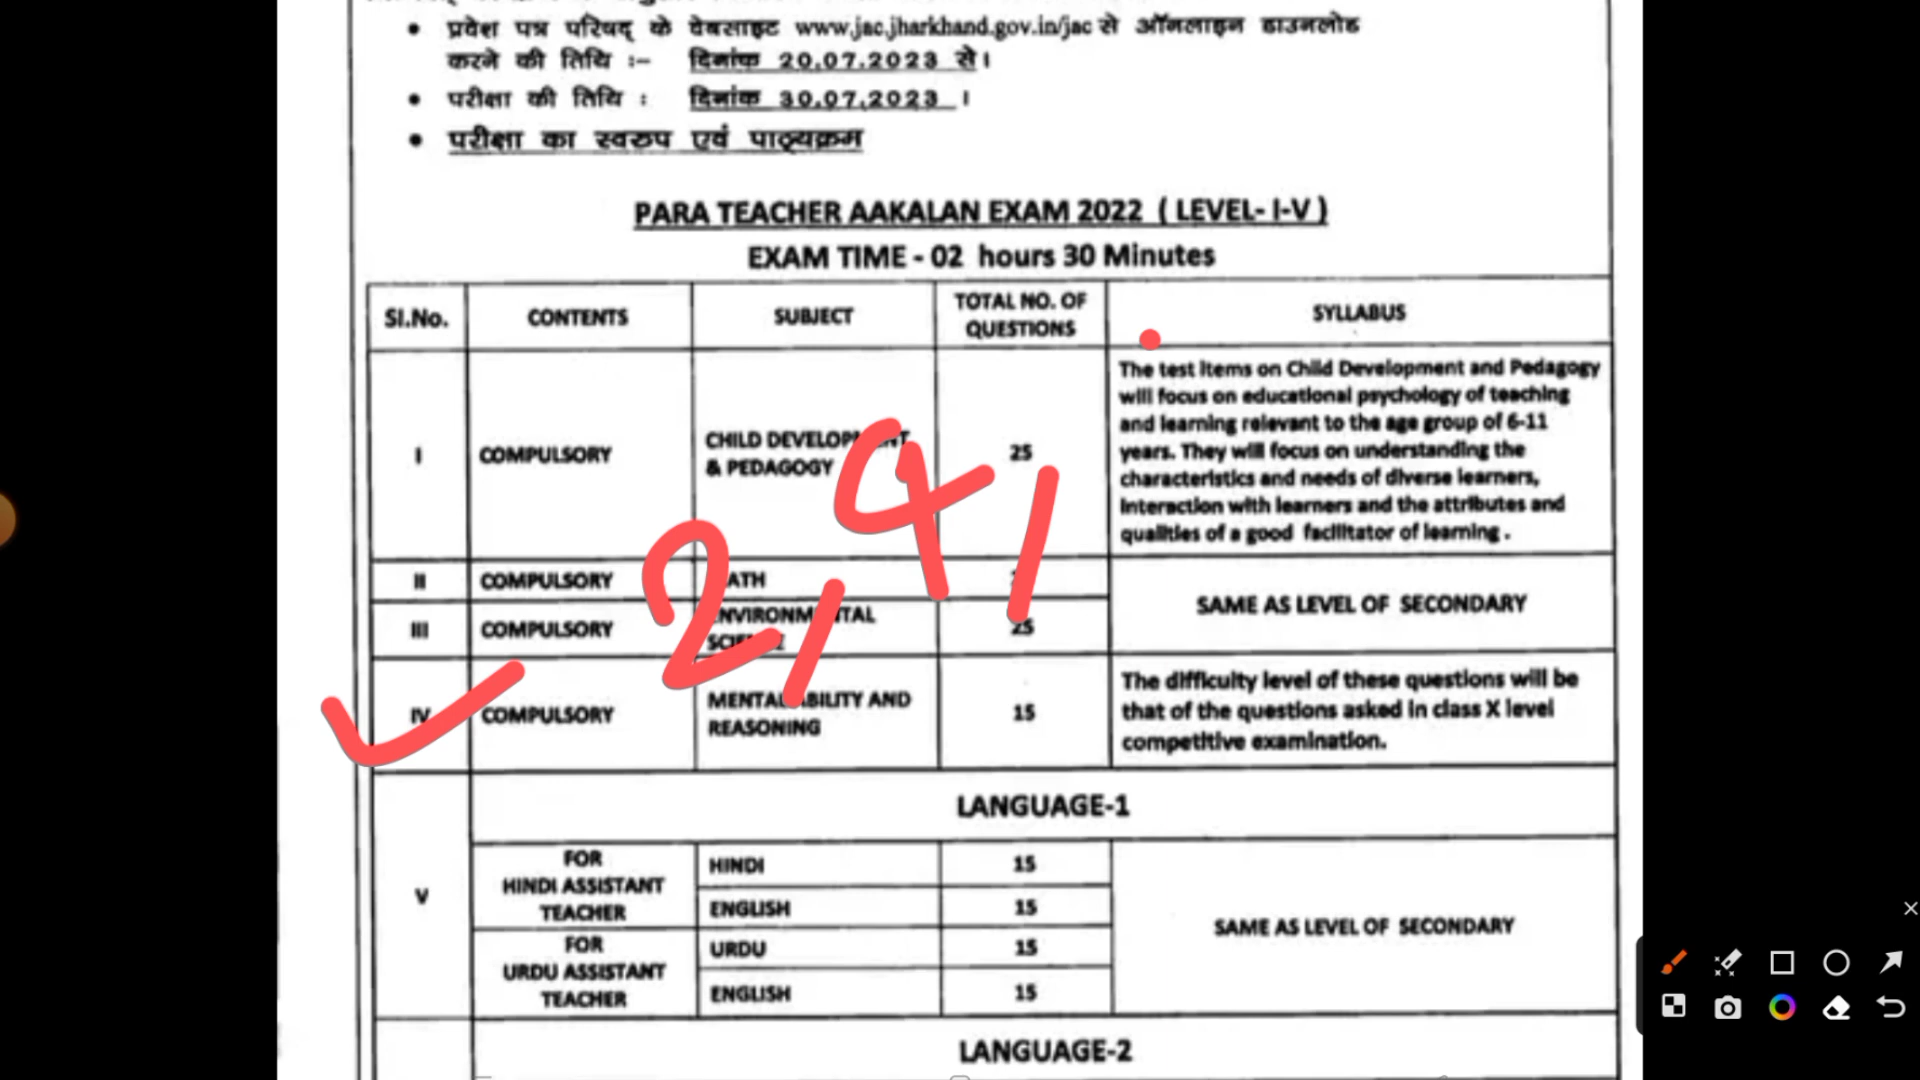 प्रवेश पत्र परिषद् के वेबसाइट www.jac.jharkhand.gov.in/jac से ऑनलाइन डाउनलोड
करने की तिथि :- दिनांक 20.07.2023 से।
परीक्षा की तिथि : दिनांक 30.07.2023 ।
परीक्षा का स्वरुप एवं पाठ्यक्रम
PARA TEACHER AAKALAN EXAM 2022 ( LEVEL- I-V )
EXAM TIME - 02 hours 30 Minutes
Sl.No. CONTENTS SUBJECT TOTAL NO. OF QUESTIONS SYLLABUS
I COMPULSORY CHILD DEVELOPMENT & PEDAGOGY 25
The test items on Child Development and Pedagogy
will focus on educational psychology of teaching
and learning relevant to the age group of 6-11
years. They will focus on understanding the
characteristics and needs of diverse learners,
interaction with learners and the attributes and
qualities of a good facilitator of learning .
II COMPULSORY MATH
III COMPULSORY ENVIRONMENTAL SCIENCE 25
SAME AS LEVEL OF SECONDARY
IV COMPULSORY MENTAL ABILITY AND REASONING 15
The difficulty level of these questions will be
that of the questions asked in class X level
competitive examination.
2,41
LANGUAGE-1
V
FOR
HINDI ASSISTANT
TEACHER
HINDI 15
ENGLISH 15
FOR
URDU ASSISTANT
TEACHER
URDU 15
ENGLISH 15
SAME AS LEVEL OF SECONDARY
LANGUAGE-2